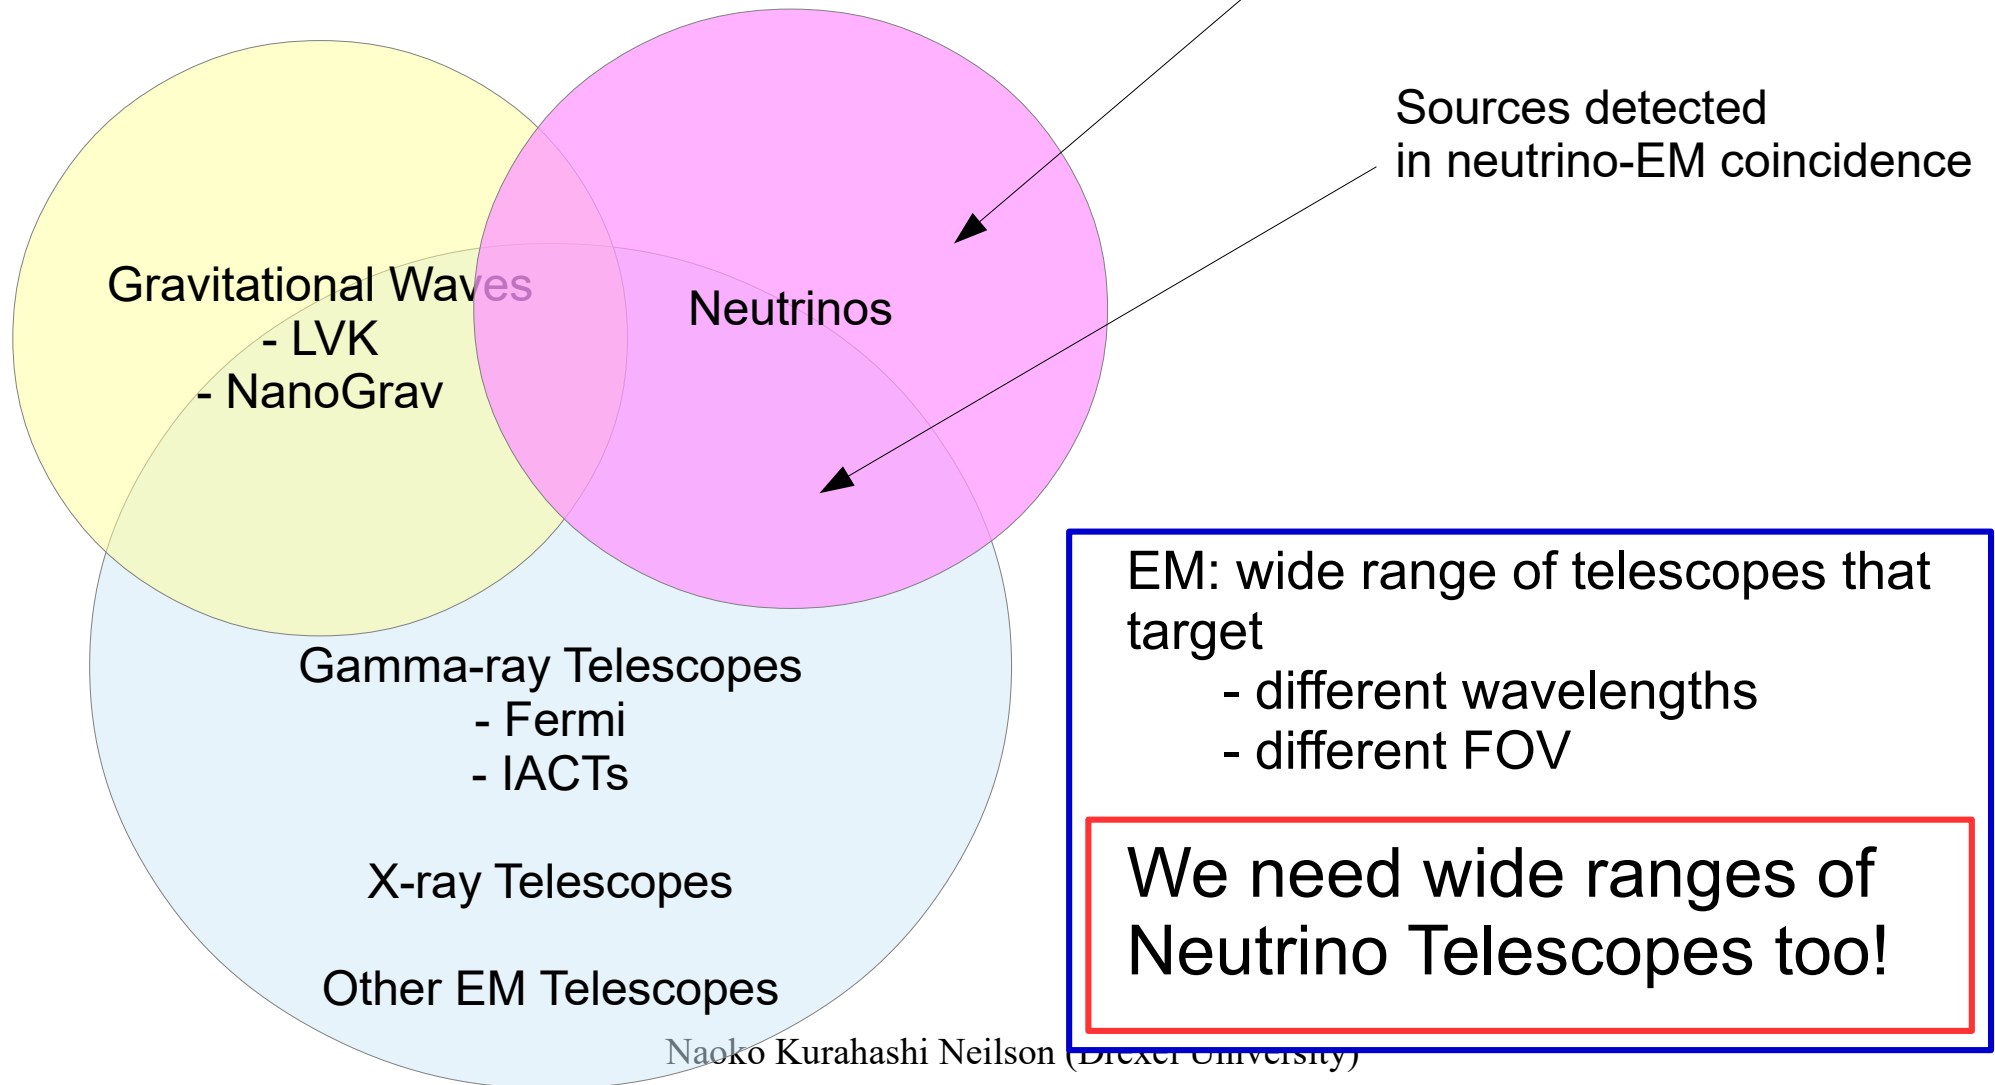 Sources detected
in neutrino-EM coincidence
Gravitational Waves
- LVK
- NanoGrav
Neutrinos
EM: wide range of telescopes that
target
- different wavelengths
- different FOV
We need wide ranges of
Neutrino Telescopes too!
Gamma-ray Telescopes
- Fermi
- IACTs
X-ray Telescopes
Other EM Telescopes
Naoko Kurahashi Neilson (Drexel University)